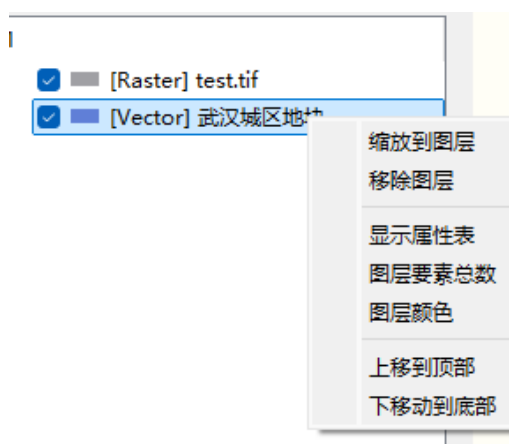 [Raster] test.tif
[Vector] 武汉城区地块
缩放到图层
移除图层
显示属性表
图层要素总数
图层颜色
上移到顶部
下移动到底部